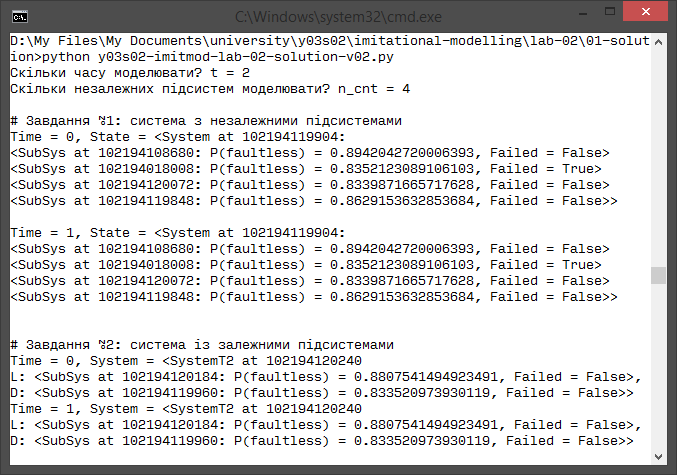 C:\Windows\system32\cmd.exe
D:\My Files\My Documents\university\y03s02\imitational-modelling\lab-02\01-solut
ion>python y03s02-imitmod-lab-02-solution-v02.py
Скільки часу моделювати? t = 2
Скільки незалежних підсистем моделювати? n_cnt = 4

# Завдання №1: система з незалежними підсистемами
Time = 0, State = <System at 102194119904:
<SubSys at 102194108680: P(faultless) = 0.8942042720006393, Failed = False>
<SubSys at 102194018008: P(faultless) = 0.8352123089106103, Failed = True>
<SubSys at 102194120072: P(faultless) = 0.8339871665717628, Failed = False>
<SubSys at 102194119848: P(faultless) = 0.8629153632853684, Failed = False>>

Time = 1, State = <System at 102194119904:
<SubSys at 102194108680: P(faultless) = 0.8942042720006393, Failed = False>
<SubSys at 102194018008: P(faultless) = 0.8352123089106103, Failed = True>
<SubSys at 102194120072: P(faultless) = 0.8339871665717628, Failed = False>
<SubSys at 102194119848: P(faultless) = 0.8629153632853684, Failed = False>>

# Завдання №2: система із залежними підсистемами
Time = 0, System = <SystemT2 at 102194120240
L: <SubSys at 102194120184: P(faultless) = 0.8807541494923491, Failed = False>,
D: <SubSys at 102194119960: P(faultless) = 0.833520973930119, Failed = False>>
Time = 1, System = <SystemT2 at 102194120240
L: <SubSys at 102194120184: P(faultless) = 0.8807541494923491, Failed = False>,
D: <SubSys at 102194119960: P(faultless) = 0.833520973930119, Failed = False>>